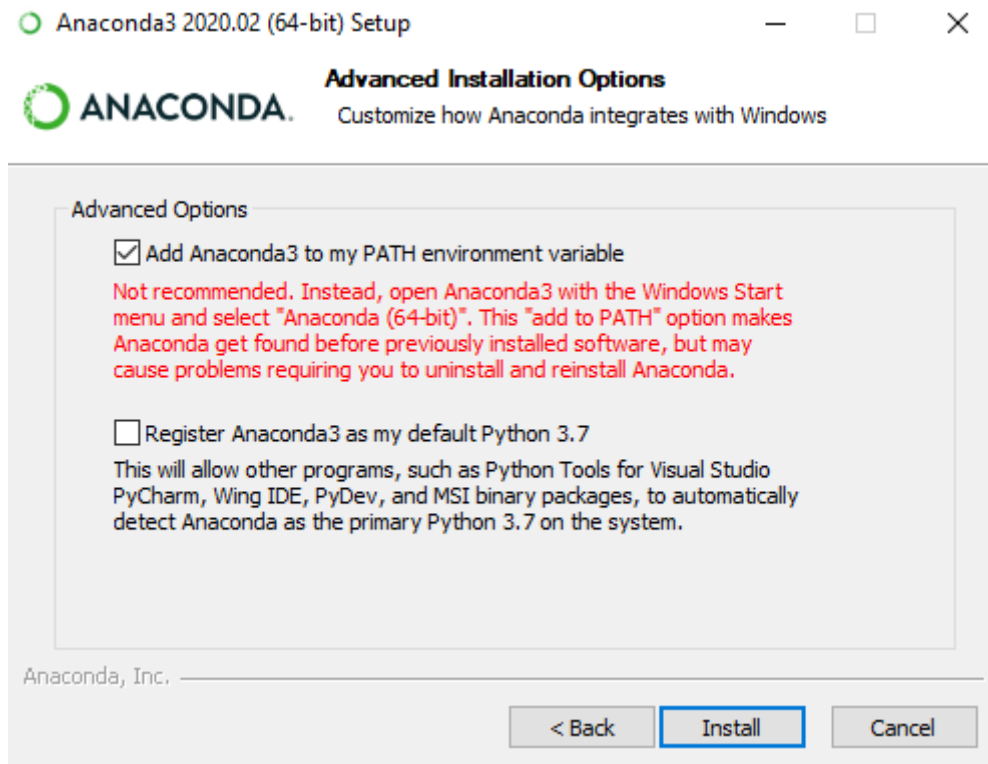 Anaconda3 2020.02 (64-bit) Setup
ANACONDA.
Advanced Installation Options
Customize how Anaconda integrates with Windows
Advanced Options
Add Anaconda3 to my PATH environment variable
Not recommended. Instead, open Anaconda3 with the Windows Start
menu and select "Anaconda (64-bit)". This "add to PATH" option makes
Anaconda get found before previously installed software, but may
cause problems requiring you to uninstall and reinstall Anaconda.
Register Anaconda3 as my default Python 3.7
This will allow other programs, such as Python Tools for Visual Studio
PyCharm, Wing IDE, PyDev, and MSI binary packages, to automatically
detect Anaconda as the primary Python 3.7 on the system.
Anaconda, Inc.
< Back Install Cancel